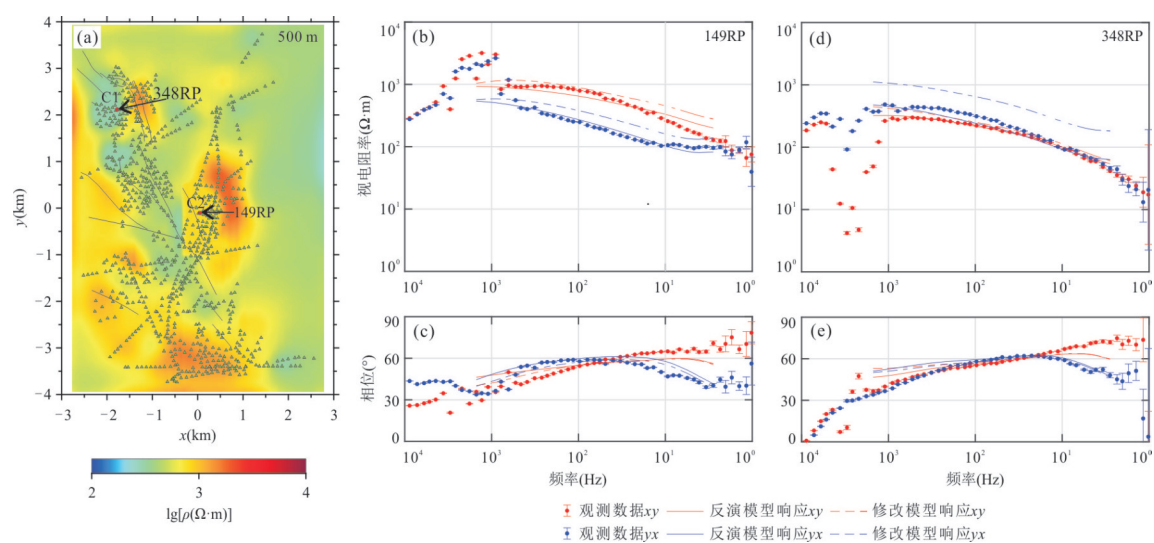 (a)
500 m
C1
348RP
C2
149RP
y(km)
4
3
2
1
0
−1
−2
−3
−4
−3 −2 −1 0 1 2 3
x(km)
2 3 4
lg[ρ(Ω·m)]
(b)
149RP
视电阻率(Ω·m)
10⁴
10³
10²
10¹
10⁰
10⁴ 10³ 10² 10¹ 10⁰
(c)
相位(°)
90
60
30
0
10⁴ 10³ 10² 10¹ 10⁰
频率(Hz)
(d)
348RP
10⁴
10³
10²
10¹
10⁰
10⁴ 10³ 10² 10¹ 10⁰
(e)
90
60
30
0
10⁴ 10³ 10² 10¹ 10⁰
频率(Hz)
观测数据xy 反演模型响应xy 修改模型响应xy
观测数据yx 反演模型响应yx 修改模型响应yx